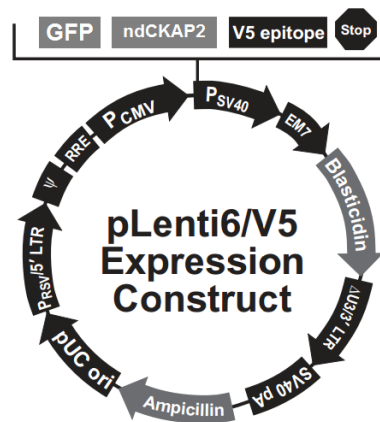 GFP
ndCKAP2
V5 epitope
Stop
PCMV
PSV40
EM7
Blasticidin
ΔU3/3' LTR
SV40 pA
Ampicillin
pUC ori
PRSV/5' LTR
ψ
RRE
pLenti6/V5
Expression
Construct